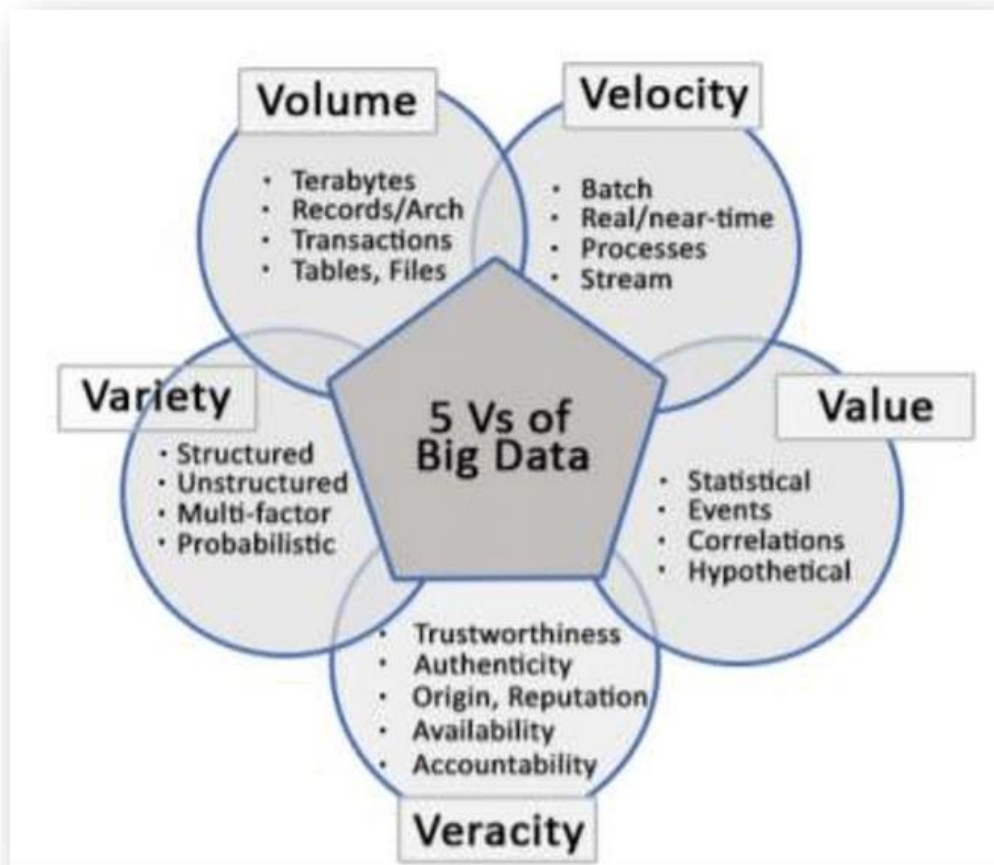 Volume
• Terabytes
• Records/Arch
• Transactions
• Tables, Files
Velocity
• Batch
• Real/near-time
• Processes
• Stream
Variety
• Structured
• Unstructured
• Multi-factor
• Probabilistic
5 Vs of
Big Data
Value
• Statistical
• Events
• Correlations
• Hypothetical
• Trustworthiness
• Authenticity
• Origin, Reputation
• Availability
• Accountability
Veracity